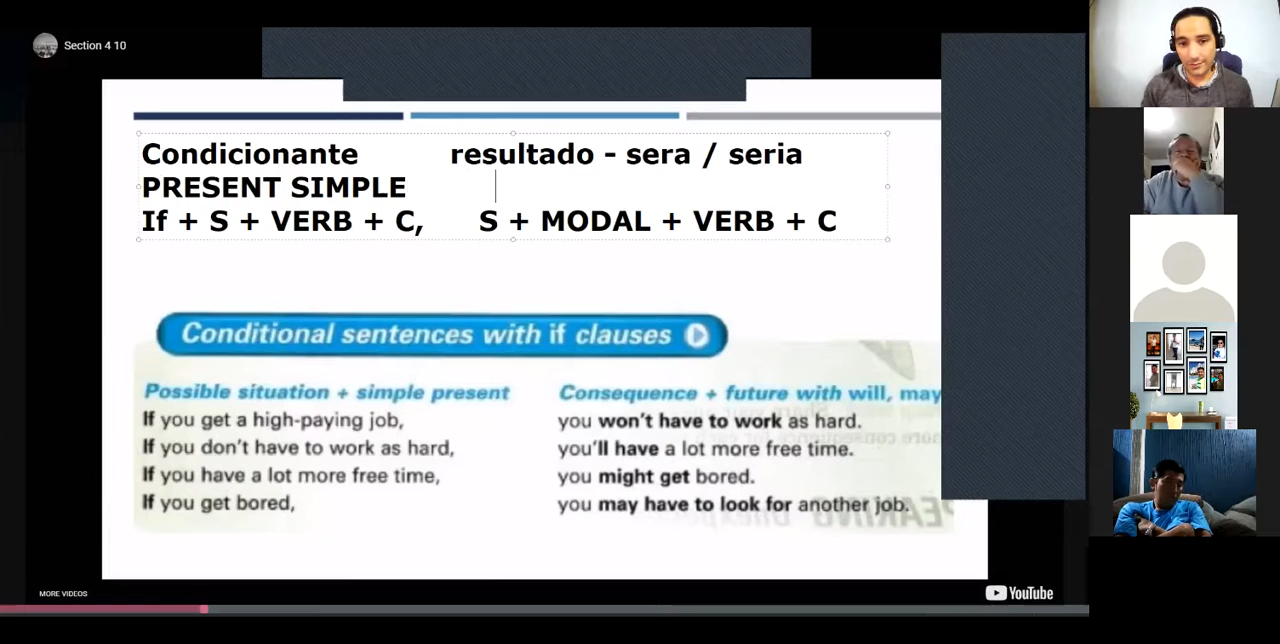 Section 4 10
Condicionante resultado - sera / seria
PRESENT SIMPLE
If + S + VERB + C, S + MODAL + VERB + C
Conditional sentences with if clauses
Possible situation + simple present Consequence + future with will, may
If you get a high-paying job, you won't have to work as hard.
If you don't have to work as hard, you'll have a lot more free time.
If you have a lot more free time, you might get bored.
If you get bored, you may have to look for another job.
MORE VIDEOS
YouTube